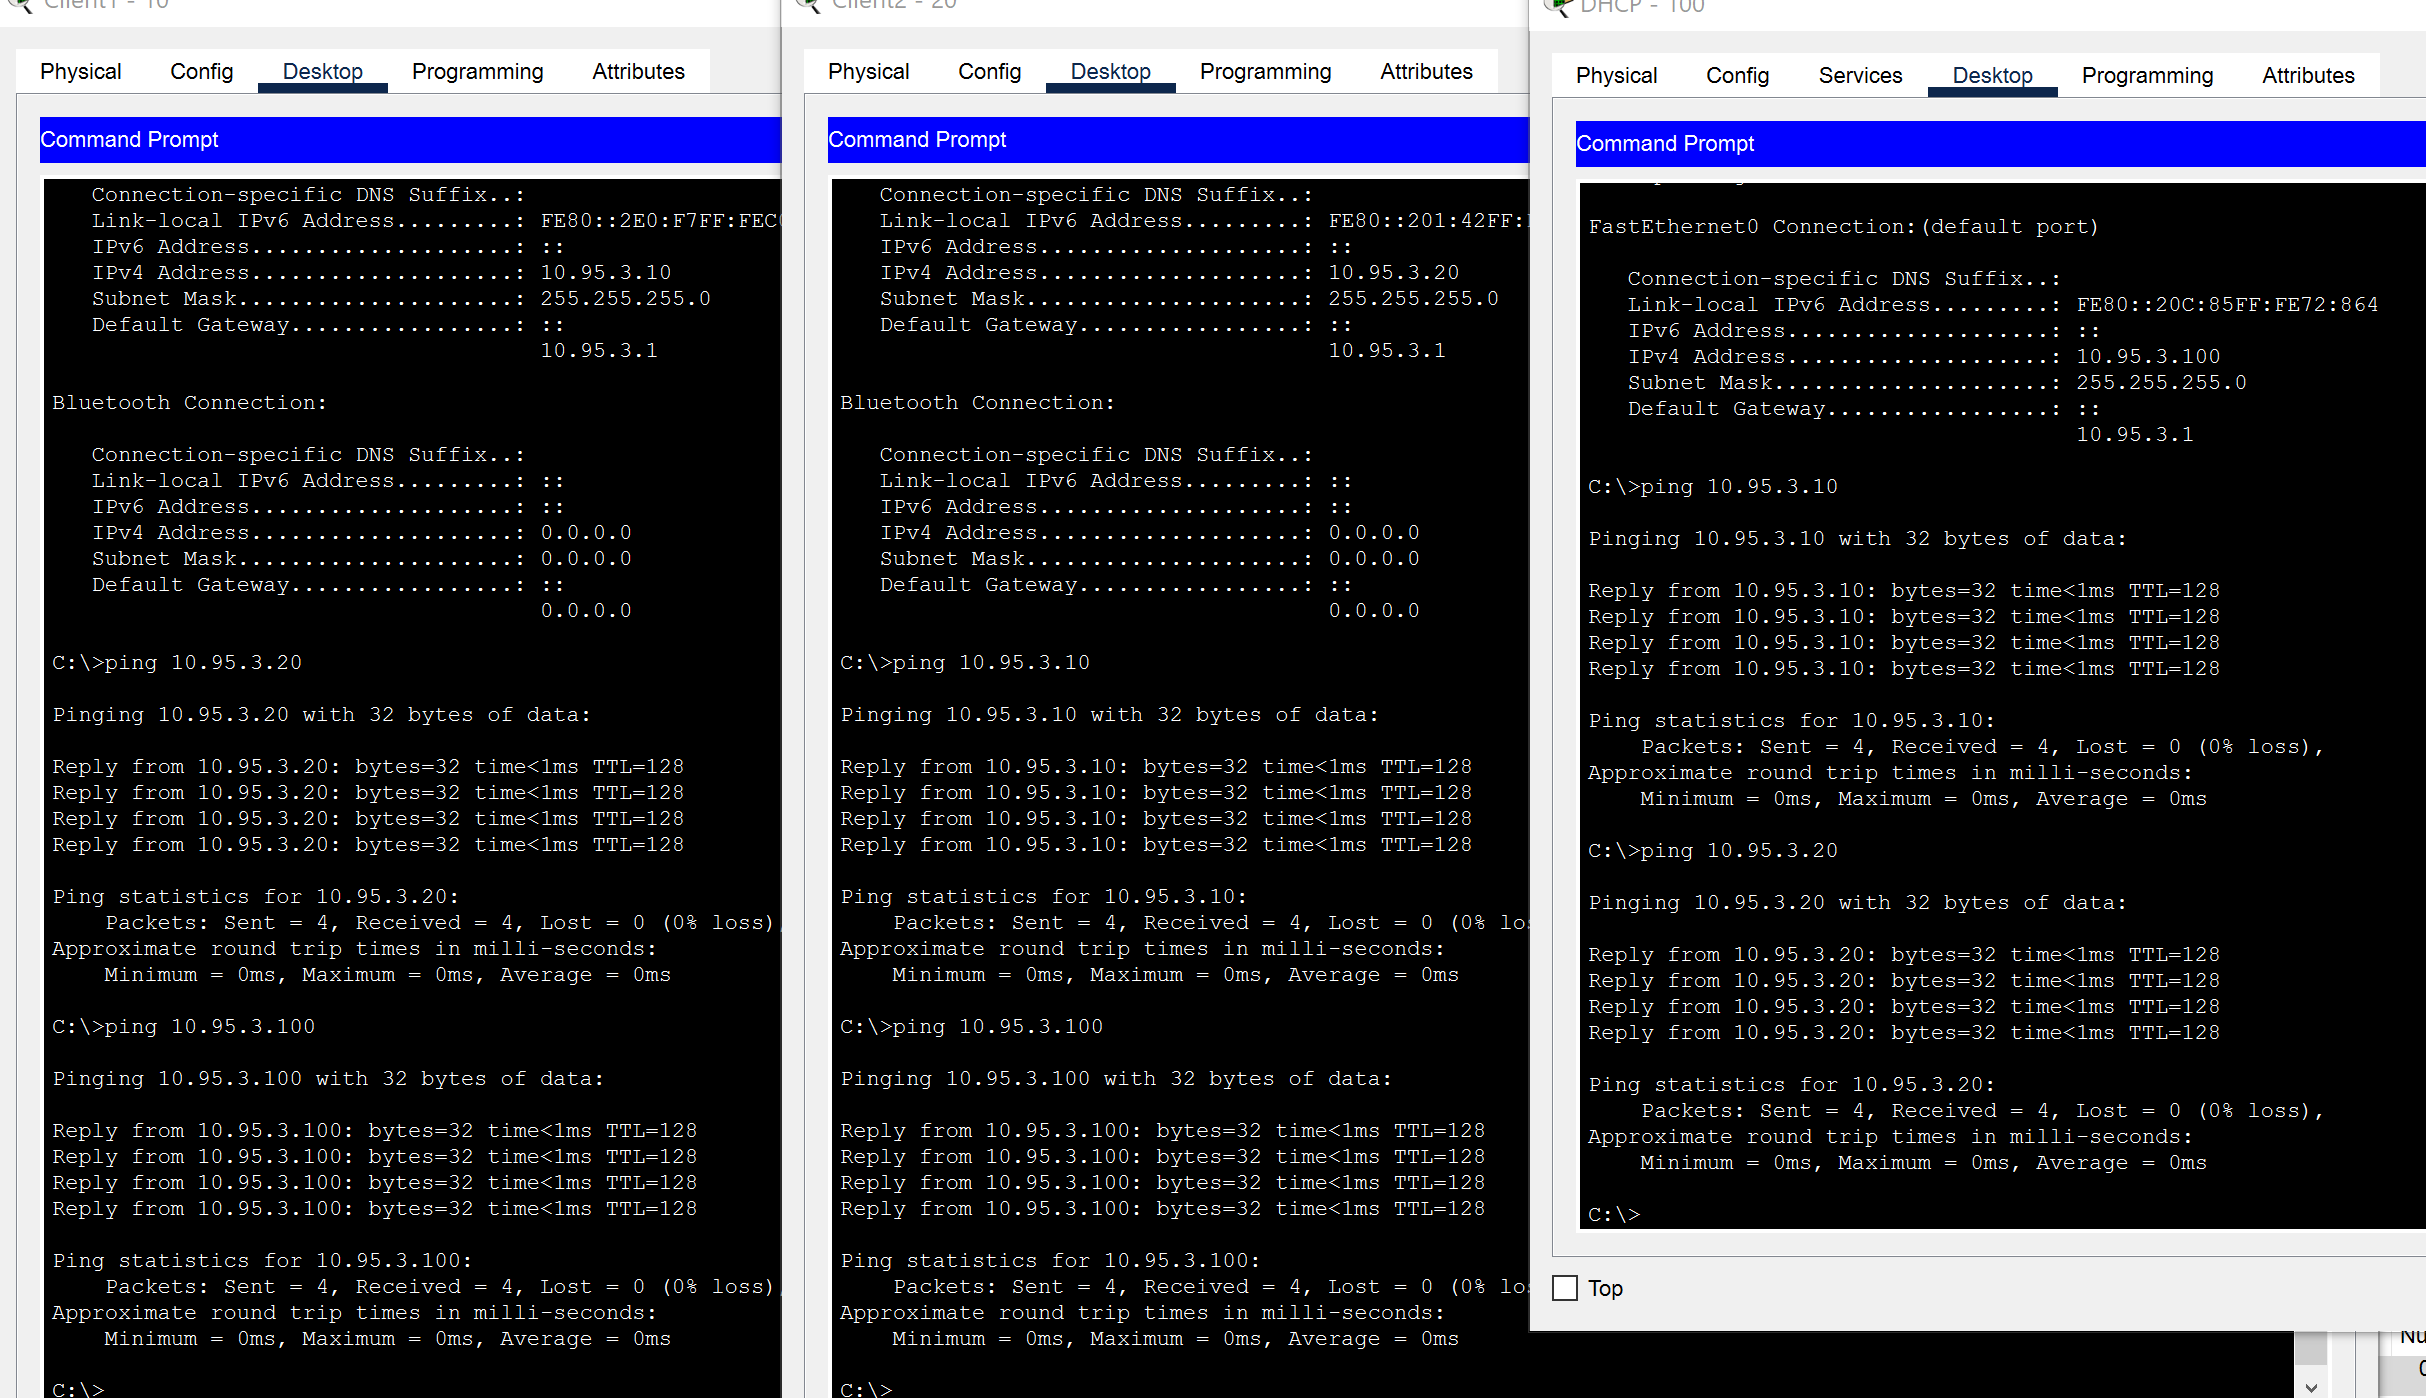 Client1 - 10
Physical Config Desktop Programming Attributes
Command Prompt
Connection-specific DNS Suffix..:
Link-local IPv6 Address.........: FE80::2E0:F7FF:FEC
IPv6 Address....................: ::
IPv4 Address....................: 10.95.3.10
Subnet Mask.....................: 255.255.255.0
Default Gateway.................: ::
10.95.3.1
Bluetooth Connection:
Connection-specific DNS Suffix..:
Link-local IPv6 Address.........: ::
IPv6 Address....................: ::
IPv4 Address....................: 0.0.0.0
Subnet Mask.....................: 0.0.0.0
Default Gateway.................: ::
0.0.0.0
C:\>ping 10.95.3.20
Pinging 10.95.3.20 with 32 bytes of data:
Reply from 10.95.3.20: bytes=32 time<1ms TTL=128
Reply from 10.95.3.20: bytes=32 time<1ms TTL=128
Reply from 10.95.3.20: bytes=32 time<1ms TTL=128
Reply from 10.95.3.20: bytes=32 time<1ms TTL=128
Ping statistics for 10.95.3.20:
Packets: Sent = 4, Received = 4, Lost = 0 (0% loss)
Approximate round trip times in milli-seconds:
Minimum = 0ms, Maximum = 0ms, Average = 0ms
C:\>ping 10.95.3.100
Pinging 10.95.3.100 with 32 bytes of data:
Reply from 10.95.3.100: bytes=32 time<1ms TTL=128
Reply from 10.95.3.100: bytes=32 time<1ms TTL=128
Reply from 10.95.3.100: bytes=32 time<1ms TTL=128
Reply from 10.95.3.100: bytes=32 time<1ms TTL=128
Ping statistics for 10.95.3.100:
Packets: Sent = 4, Received = 4, Lost = 0 (0% loss)
Approximate round trip times in milli-seconds:
Minimum = 0ms, Maximum = 0ms, Average = 0ms
C:\>
Client2 - 20
Physical Config Desktop Programming Attributes
Command Prompt
Connection-specific DNS Suffix..:
Link-local IPv6 Address.........: FE80::201:42FF:
IPv6 Address....................: ::
IPv4 Address....................: 10.95.3.20
Subnet Mask.....................: 255.255.255.0
Default Gateway.................: ::
10.95.3.1
Bluetooth Connection:
Connection-specific DNS Suffix..:
Link-local IPv6 Address.........: ::
IPv6 Address....................: ::
IPv4 Address....................: 0.0.0.0
Subnet Mask.....................: 0.0.0.0
Default Gateway.................: ::
0.0.0.0
C:\>ping 10.95.3.10
Pinging 10.95.3.10 with 32 bytes of data:
Reply from 10.95.3.10: bytes=32 time<1ms TTL=128
Reply from 10.95.3.10: bytes=32 time<1ms TTL=128
Reply from 10.95.3.10: bytes=32 time<1ms TTL=128
Reply from 10.95.3.10: bytes=32 time<1ms TTL=128
Ping statistics for 10.95.3.10:
Packets: Sent = 4, Received = 4, Lost = 0 (0% lo
Approximate round trip times in milli-seconds:
Minimum = 0ms, Maximum = 0ms, Average = 0ms
C:\>ping 10.95.3.100
Pinging 10.95.3.100 with 32 bytes of data:
Reply from 10.95.3.100: bytes=32 time<1ms TTL=128
Reply from 10.95.3.100: bytes=32 time<1ms TTL=128
Reply from 10.95.3.100: bytes=32 time<1ms TTL=128
Reply from 10.95.3.100: bytes=32 time<1ms TTL=128
Ping statistics for 10.95.3.100:
Packets: Sent = 4, Received = 4, Lost = 0 (0% lo
Approximate round trip times in milli-seconds:
Minimum = 0ms, Maximum = 0ms, Average = 0ms
C:\>
DHCP - 100
Physical Config Services Desktop Programming Attributes
Command Prompt
FastEthernet0 Connection:(default port)
Connection-specific DNS Suffix..:
Link-local IPv6 Address.........: FE80::20C:85FF:FE72:864
IPv6 Address....................: ::
IPv4 Address....................: 10.95.3.100
Subnet Mask.....................: 255.255.255.0
Default Gateway.................: ::
10.95.3.1
C:\>ping 10.95.3.10
Pinging 10.95.3.10 with 32 bytes of data:
Reply from 10.95.3.10: bytes=32 time<1ms TTL=128
Reply from 10.95.3.10: bytes=32 time<1ms TTL=128
Reply from 10.95.3.10: bytes=32 time<1ms TTL=128
Reply from 10.95.3.10: bytes=32 time<1ms TTL=128
Ping statistics for 10.95.3.10:
Packets: Sent = 4, Received = 4, Lost = 0 (0% loss),
Approximate round trip times in milli-seconds:
Minimum = 0ms, Maximum = 0ms, Average = 0ms
C:\>ping 10.95.3.20
Pinging 10.95.3.20 with 32 bytes of data:
Reply from 10.95.3.20: bytes=32 time<1ms TTL=128
Reply from 10.95.3.20: bytes=32 time<1ms TTL=128
Reply from 10.95.3.20: bytes=32 time<1ms TTL=128
Reply from 10.95.3.20: bytes=32 time<1ms TTL=128
Ping statistics for 10.95.3.20:
Packets: Sent = 4, Received = 4, Lost = 0 (0% loss),
Approximate round trip times in milli-seconds:
Minimum = 0ms, Maximum = 0ms, Average = 0ms
C:\>
Top